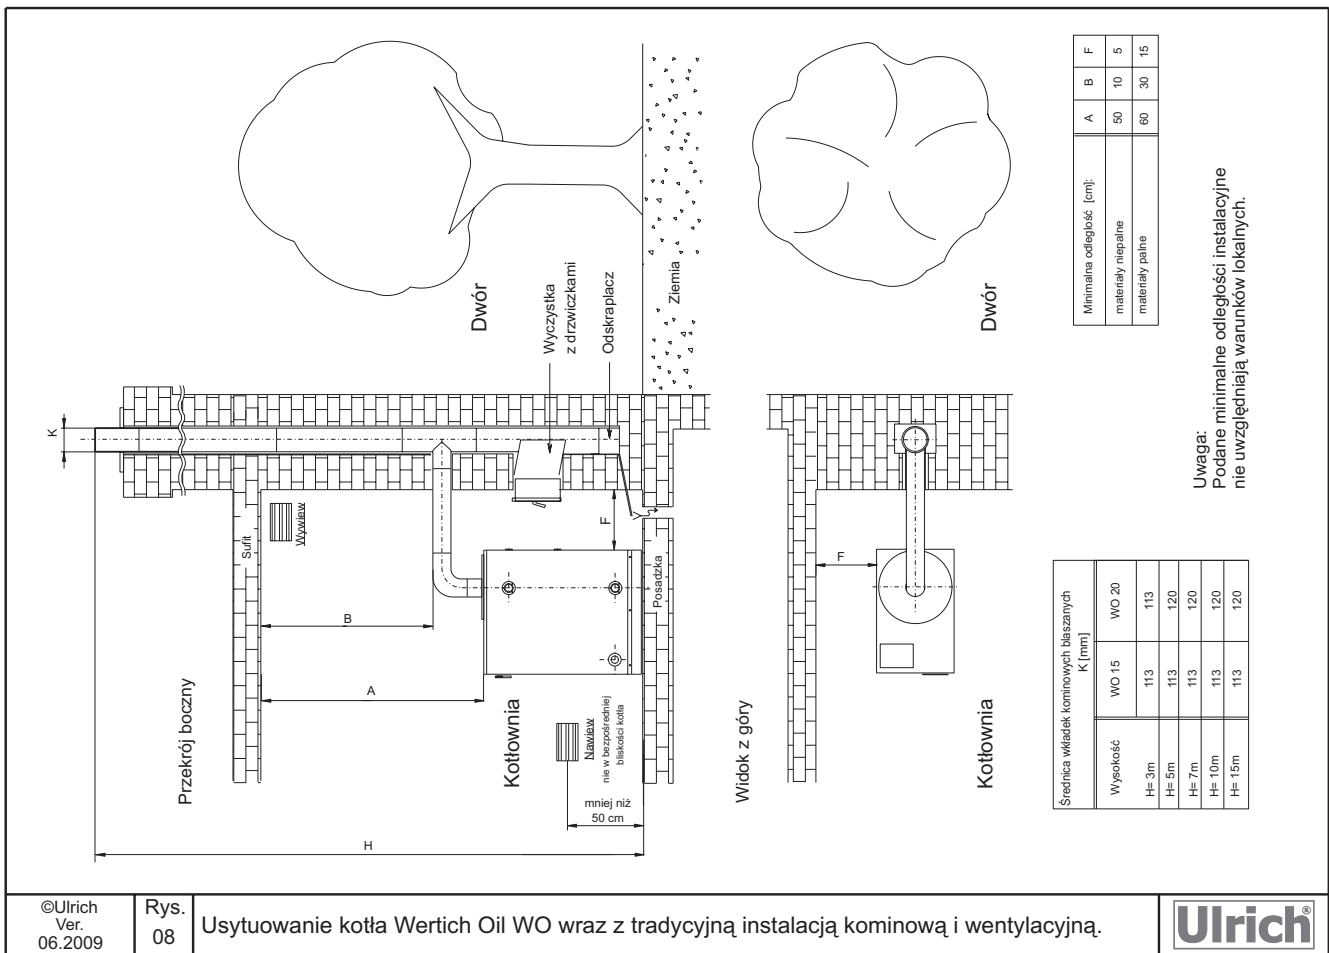 Przekrój boczny
K
Sufit
Wywiew
Dwór
Wyczystka
z drzwiczkami
Odskraplacz
Ziemia
F
Posadzka
B
A
Kotłownia
Nawiew
nie w bezpośredniej
bliskości kotła
mniej niż
50 cm
H
Widok z góry
Dwór
F
Kotłownia
Minimalna odległość [cm]: A B F
materiały niepalne 50 10 5
materiały palne 60 30 15
Uwaga:
Podane minimalne odległości instalacyjne
nie uwzględniają warunków lokalnych.
Średnica wkładek kominowych blaszanych
K [mm]
Wysokość WO 15 WO 20
H= 3m 113 113
H= 5m 113 120
H= 7m 113 120
H= 10m 113 120
H= 15m 113 120
©Ulrich
Ver.
06.2009
Rys.
08
Usytuowanie kotła Wertich Oil WO wraz z tradycyjną instalacją kominową i wentylacyjną.
Ulrich®